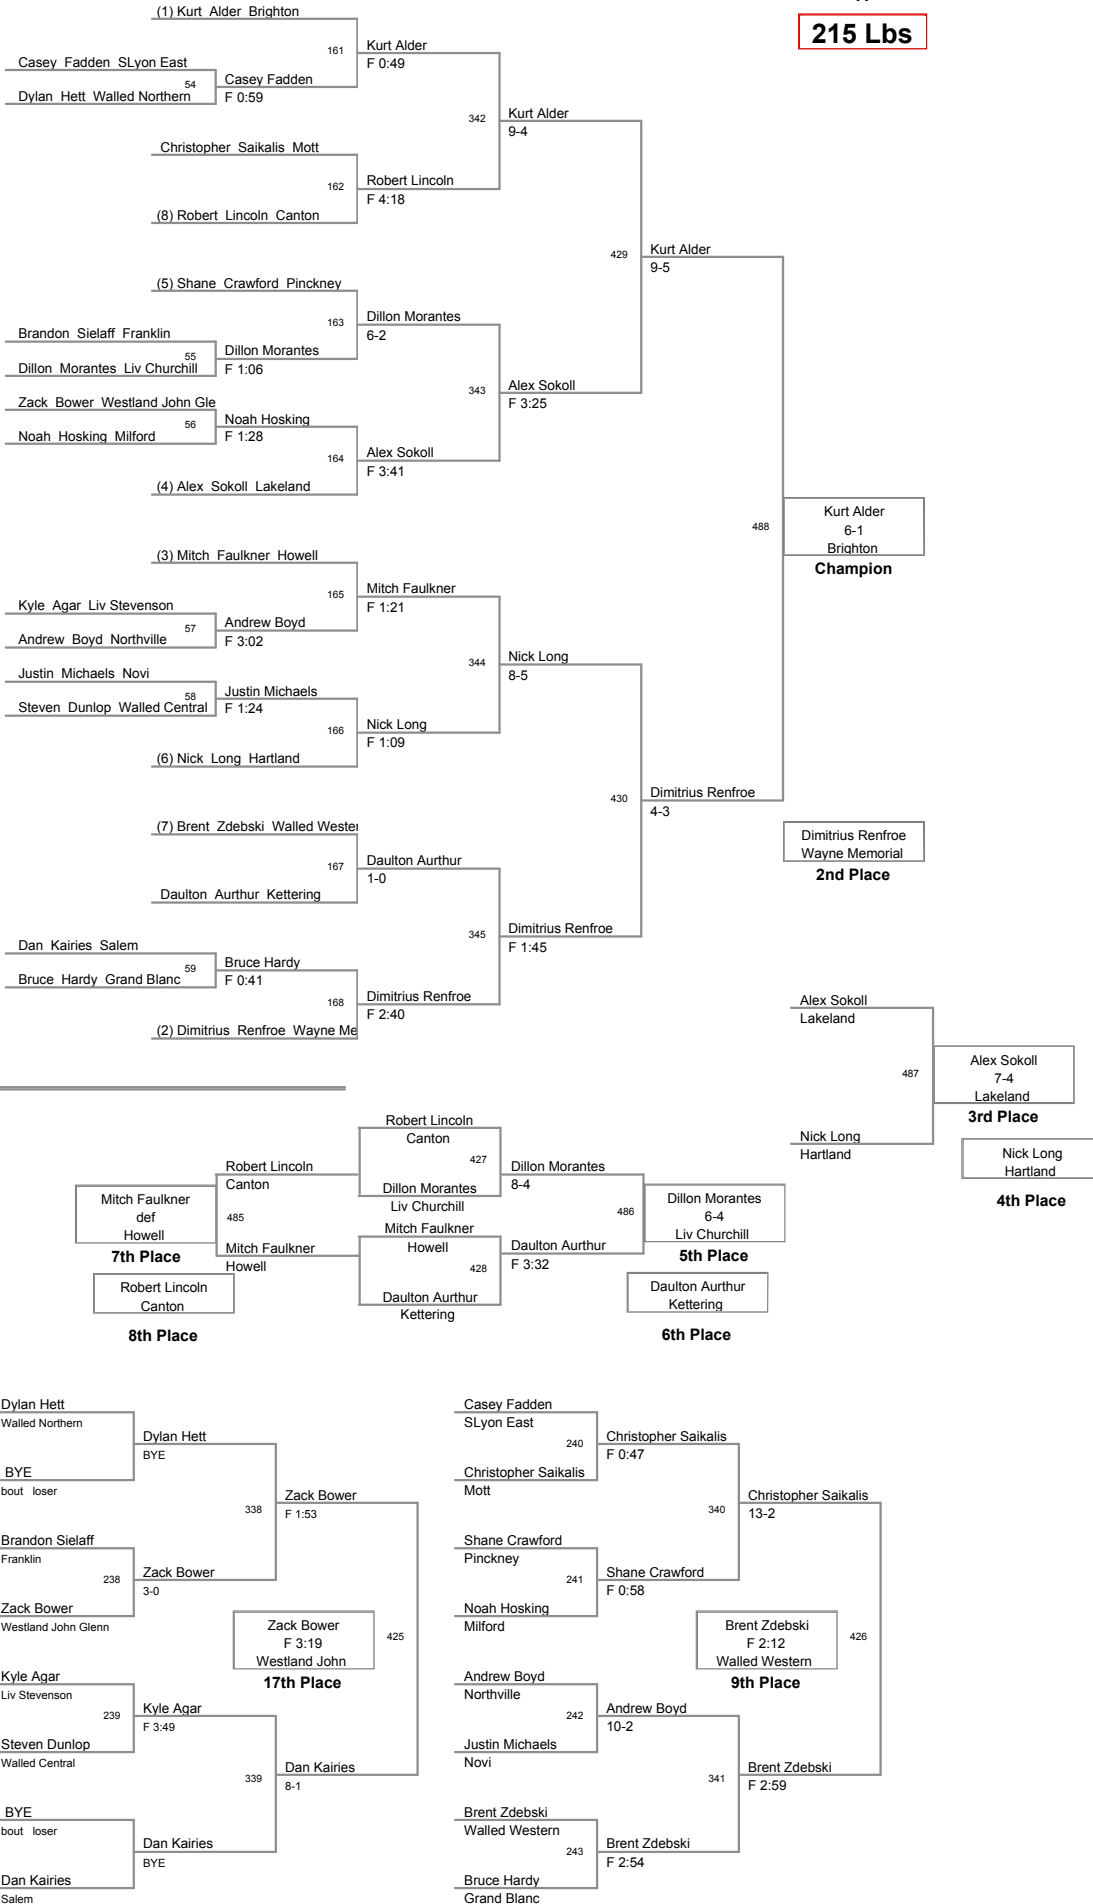 215 Lbs
(1) Kurt Alder Brighton
161
Kurt Alder
F 0:49
Casey Fadden SLyon East
54
Casey Fadden
F 0:59
Dylan Hett Walled Northern
342
Kurt Alder
9-4
Christopher Saikalis Mott
162
Robert Lincoln
F 4:18
(8) Robert Lincoln Canton
429
Kurt Alder
9-5
(5) Shane Crawford Pinckney
163
Dillon Morantes
6-2
Brandon Sielaff Franklin
55
Dillon Morantes
F 1:06
Dillon Morantes Liv Churchill
343
Alex Sokoll
F 3:25
Zack Bower Westland John Gle
56
Noah Hosking
F 1:28
Noah Hosking Milford
164
Alex Sokoll
F 3:41
(4) Alex Sokoll Lakeland
488
Kurt Alder
6-1
Brighton
Champion
(3) Mitch Faulkner Howell
165
Mitch Faulkner
F 1:21
Kyle Agar Liv Stevenson
57
Andrew Boyd
F 3:02
Andrew Boyd Northville
344
Nick Long
8-5
Justin Michaels Novi
58
Justin Michaels
F 1:24
Steven Dunlop Walled Central
166
Nick Long
F 1:09
(6) Nick Long Hartland
430
Dimitrius Renfroe
4-3
(7) Brent Zdebski Walled Wester
167
Daulton Aurthur
1-0
Daulton Aurthur Kettering
Dimitrius Renfroe
Wayne Memorial
2nd Place
345
Dimitrius Renfroe
F 1:45
Dan Kairies Salem
59
Bruce Hardy
F 0:41
Bruce Hardy Grand Blanc
168
Dimitrius Renfroe
F 2:40
(2) Dimitrius Renfroe Wayne Me
Alex Sokoll
Lakeland
487
Alex Sokoll
7-4
Lakeland
3rd Place
Nick Long
Hartland
Nick Long
Hartland
4th Place
Robert Lincoln
Canton
427
Dillon Morantes
Liv Churchill
Dillon Morantes
8-4
Robert Lincoln
Canton
485
Mitch Faulkner
Howell
Mitch Faulkner
def
Howell
7th Place
Robert Lincoln
Canton
8th Place
Mitch Faulkner
Howell
428
Daulton Aurthur
Kettering
Daulton Aurthur
F 3:32
486
Dillon Morantes
6-4
Liv Churchill
5th Place
Daulton Aurthur
Kettering
6th Place
Dylan Hett
Walled Northern
Dylan Hett
BYE
BYE
bout loser
338
Zack Bower
F 1:53
Brandon Sielaff
Franklin
238
Zack Bower
3-0
Zack Bower
Westland John Glenn
Zack Bower
F 3:19
Westland John
17th Place
425
Kyle Agar
Liv Stevenson
239
Kyle Agar
F 3:49
Steven Dunlop
Walled Central
339
Dan Kairies
8-1
BYE
bout loser
Dan Kairies
BYE
Dan Kairies
Salem
Casey Fadden
SLyon East
240
Christopher Saikalis
F 0:47
Christopher Saikalis
Mott
340
Christopher Saikalis
13-2
Shane Crawford
Pinckney
241
Shane Crawford
F 0:58
Noah Hosking
Milford
Brent Zdebski
F 2:12
Walled Western
9th Place
426
Andrew Boyd
Northville
242
Andrew Boyd
10-2
Justin Michaels
Novi
341
Brent Zdebski
F 2:59
Brent Zdebski
Walled Western
243
Brent Zdebski
F 2:54
Bruce Hardy
Grand Blanc